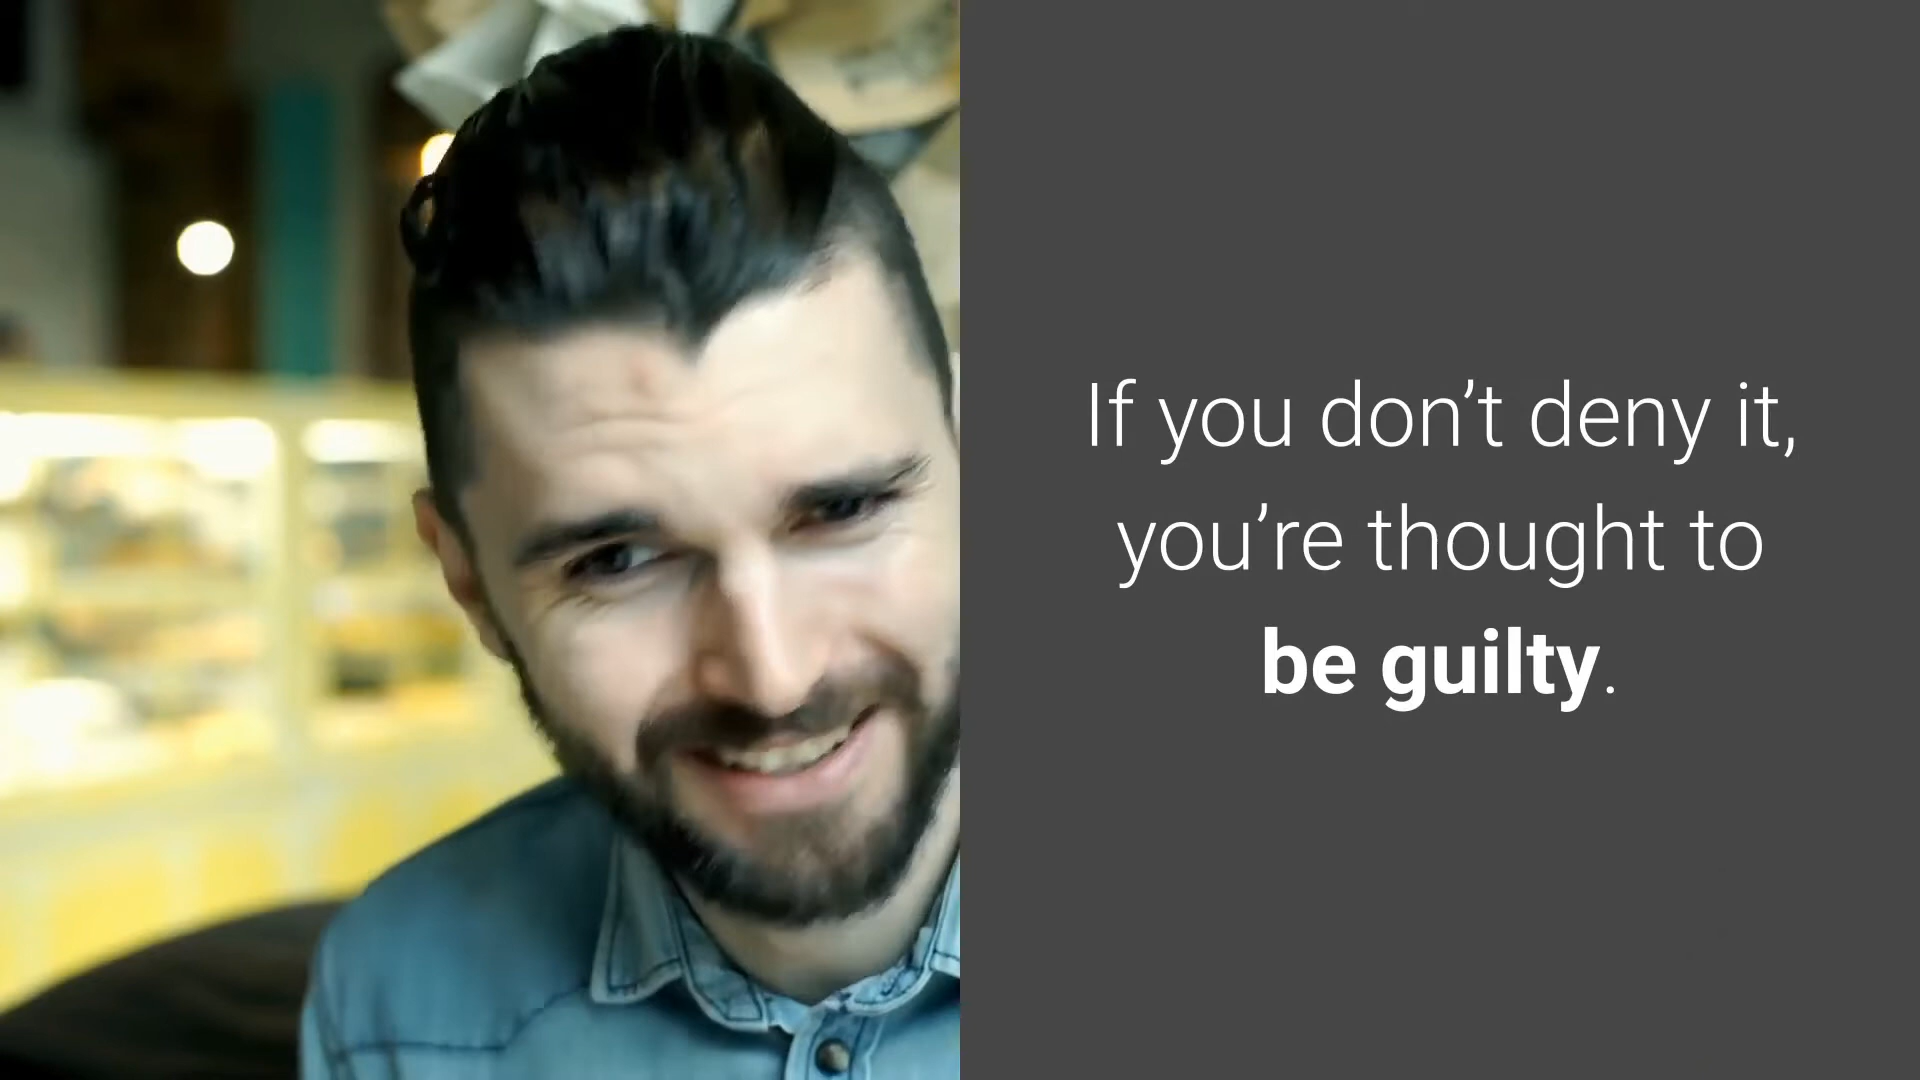 If you don’t deny it,
you’re thought to
be guilty.